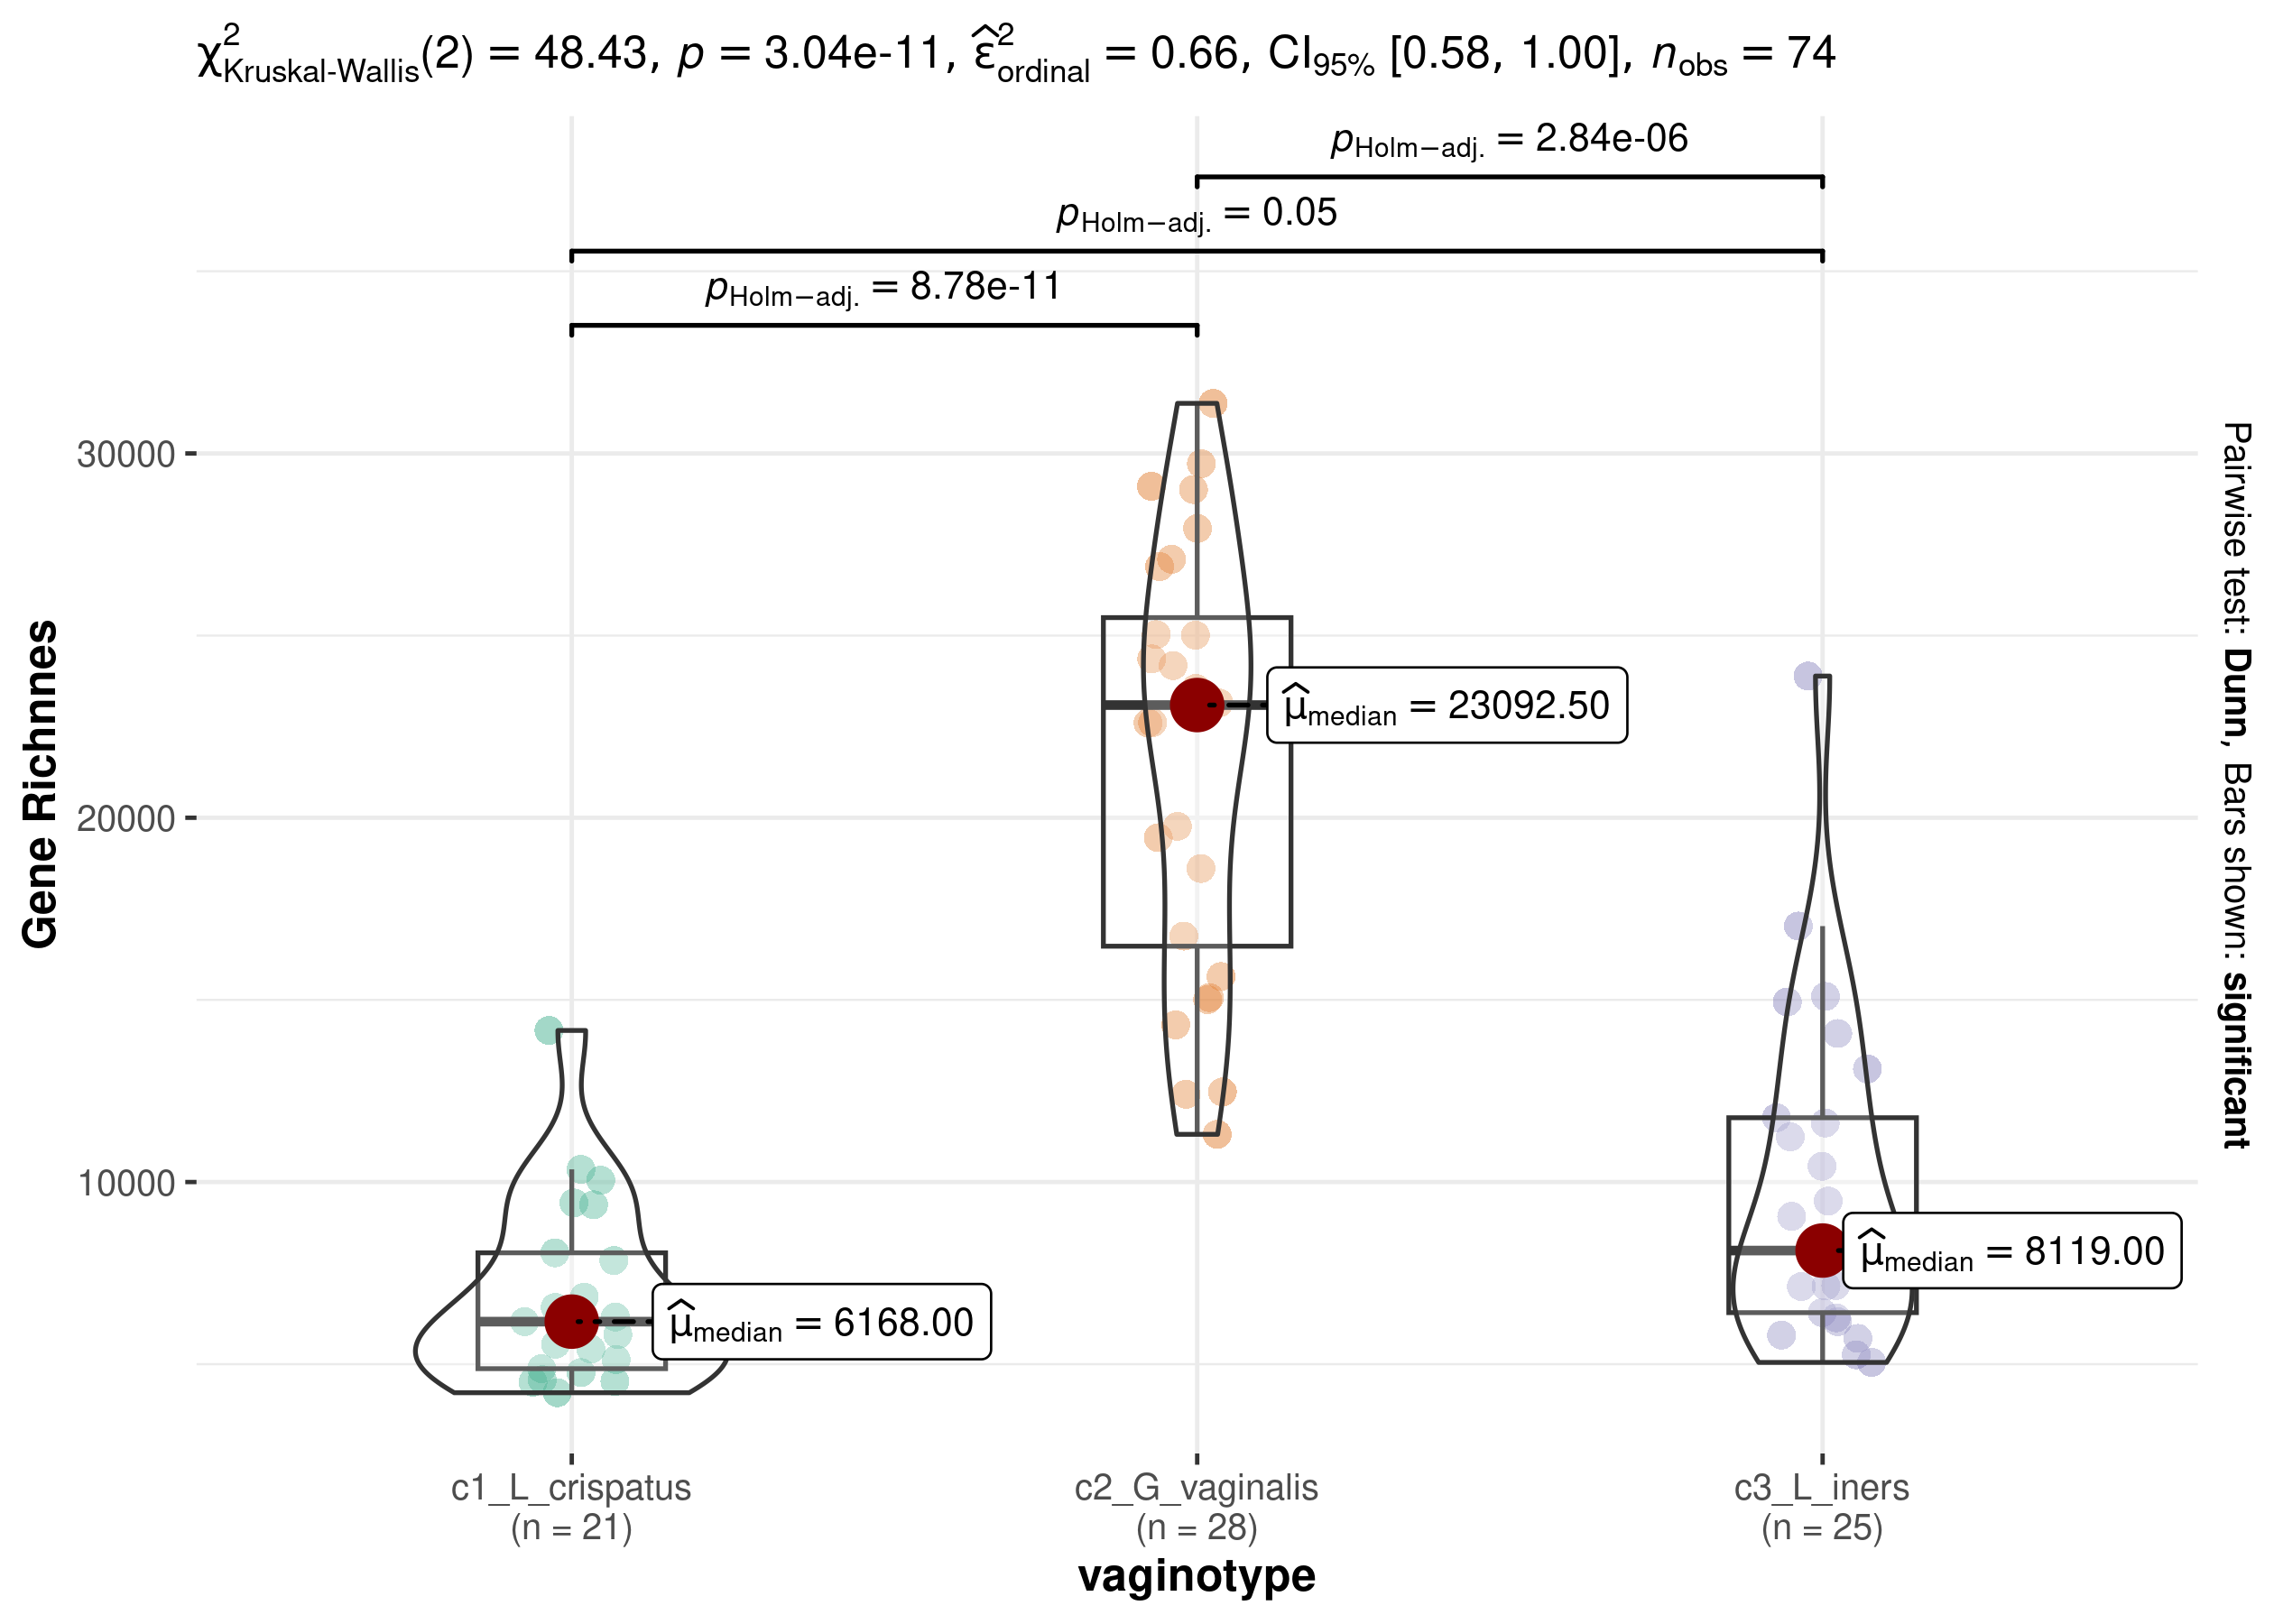 χ²Kruskal-Wallis(2) = 48.43, p = 3.04e-11, ε̂²ordinal = 0.66, CI95% [0.58, 1.00], nobs = 74
pHolm−adj. = 2.84e-06
pHolm−adj. = 0.05
pHolm−adj. = 8.78e-11
Gene Richnnes
30000
20000
10000
μ̂median = 23092.50
μ̂median = 8119.00
μ̂median = 6168.00
Pairwise test: Dunn, Bars shown: significant
c1_L_crispatus
(n = 21)
c2_G_vaginalis
(n = 28)
c3_L_iners
(n = 25)
vaginotype